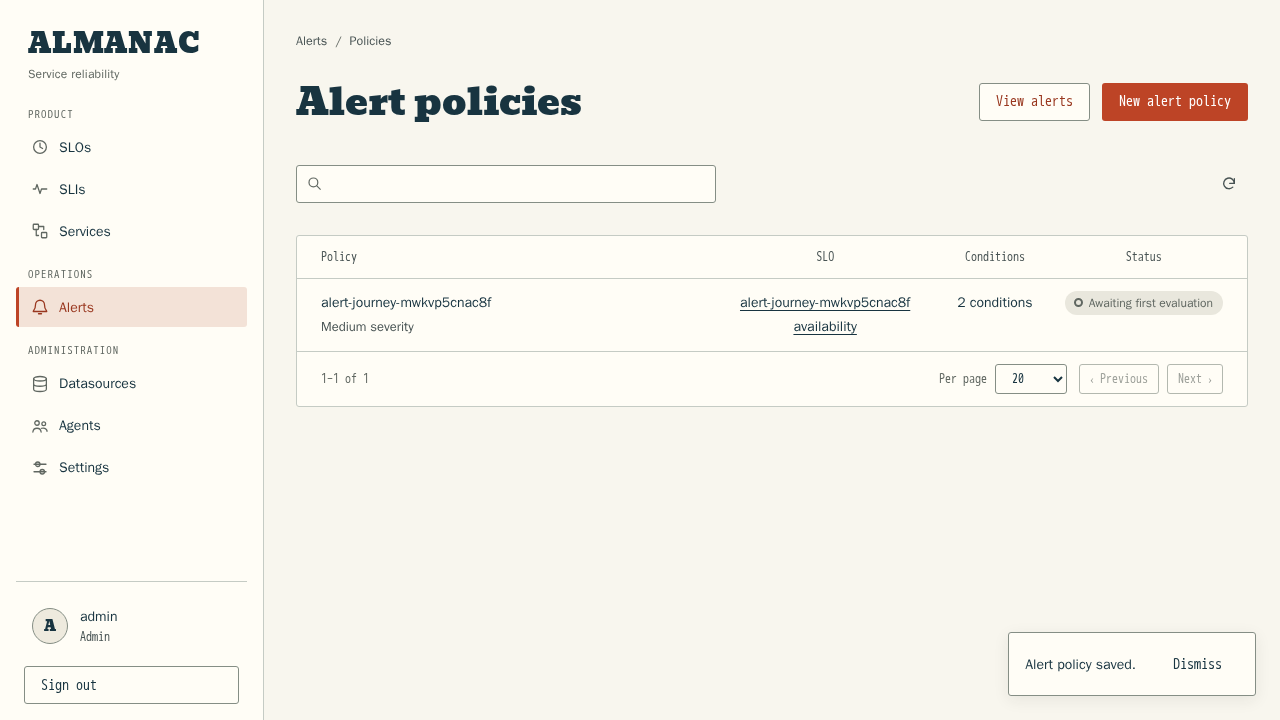 ALMANAC
Service reliability
PRODUCT
SLOs
SLIs
Services
OPERATIONS
Alerts
ADMINISTRATION
Datasources
Agents
Settings
A
admin
Admin
Sign out
Alerts / Policies
Alert policies
View alerts
New alert policy
Policy SLO Conditions Status
alert-journey-mwkvp5cnac8f alert-journey-mwkvp5cnac8f 2 conditions Awaiting first evaluation
Medium severity availability
1–1 of 1 Per page 20 ‹ Previous Next ›
Alert policy saved. Dismiss